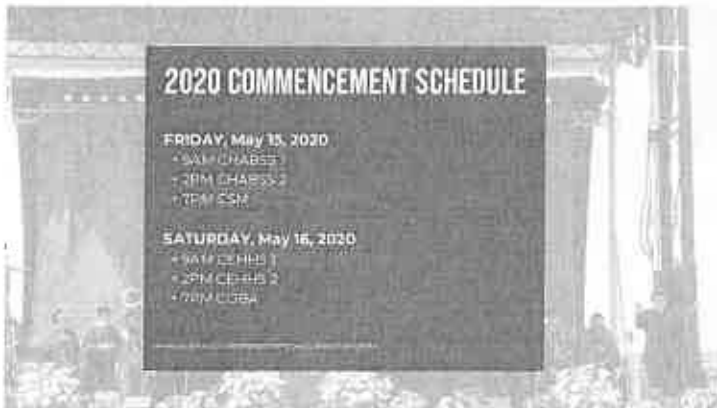 2020 COMMENCEMENT SCHEDULE
FRIDAY, May 15, 2020
• 9AM CHABSS 1
• 2PM CHABSS 2
• 7PM CSM
SATURDAY, May 16, 2020
• 9AM CEHHS 1
• 2PM CEHHS 2
• 7PM COBA